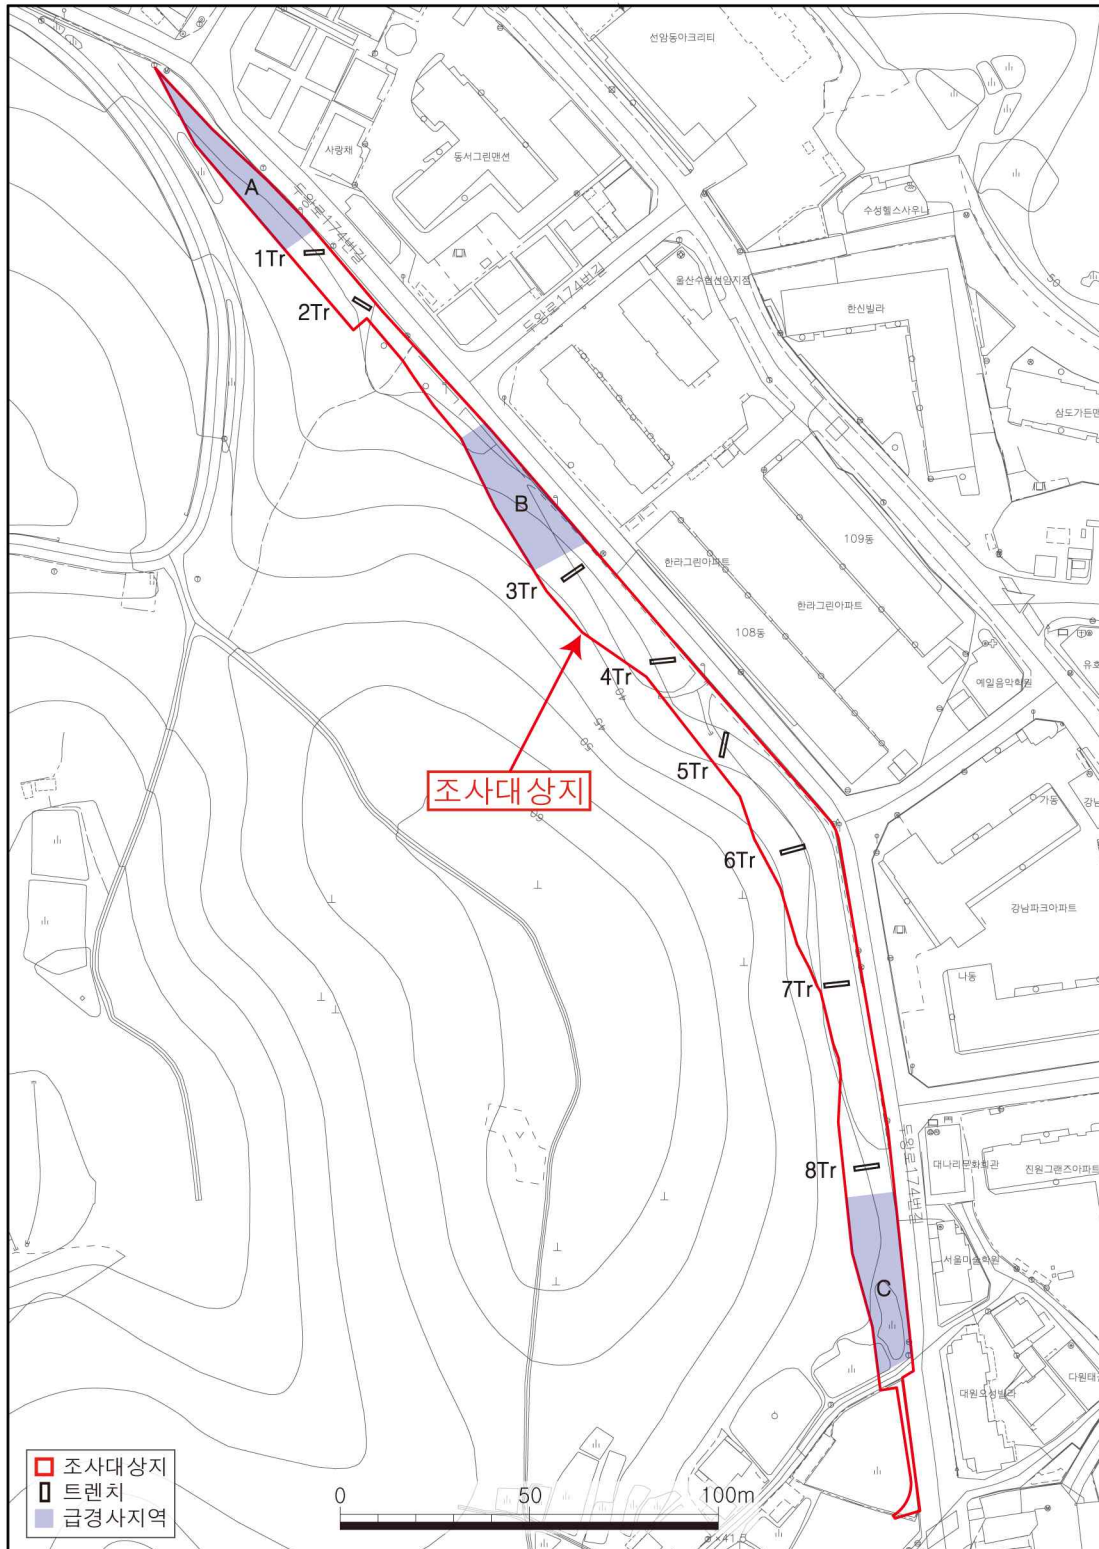 선암동아크리티
사랑채
동서그린맨션
A
두왕로174번길
수성헬스사우나
1Tr
울산수협선암지점
50
2Tr
두왕로174번길
한신빌라
삼도가든맨
B
109동
한라그린아파트
3Tr
한라그린아파트
108동
유호
4Tr
예일음악학원
40
45
50
5Tr
조사대상지
60
가동
강남
6Tr
강남파크아파트
나동
7Tr
두왕로174번길
대나리문화회관
진원그랜즈아파트
8Tr
서울미술학원
C
다원태
대원오성빌라
조사대상지
트렌치
급경사지역
0 50 100m